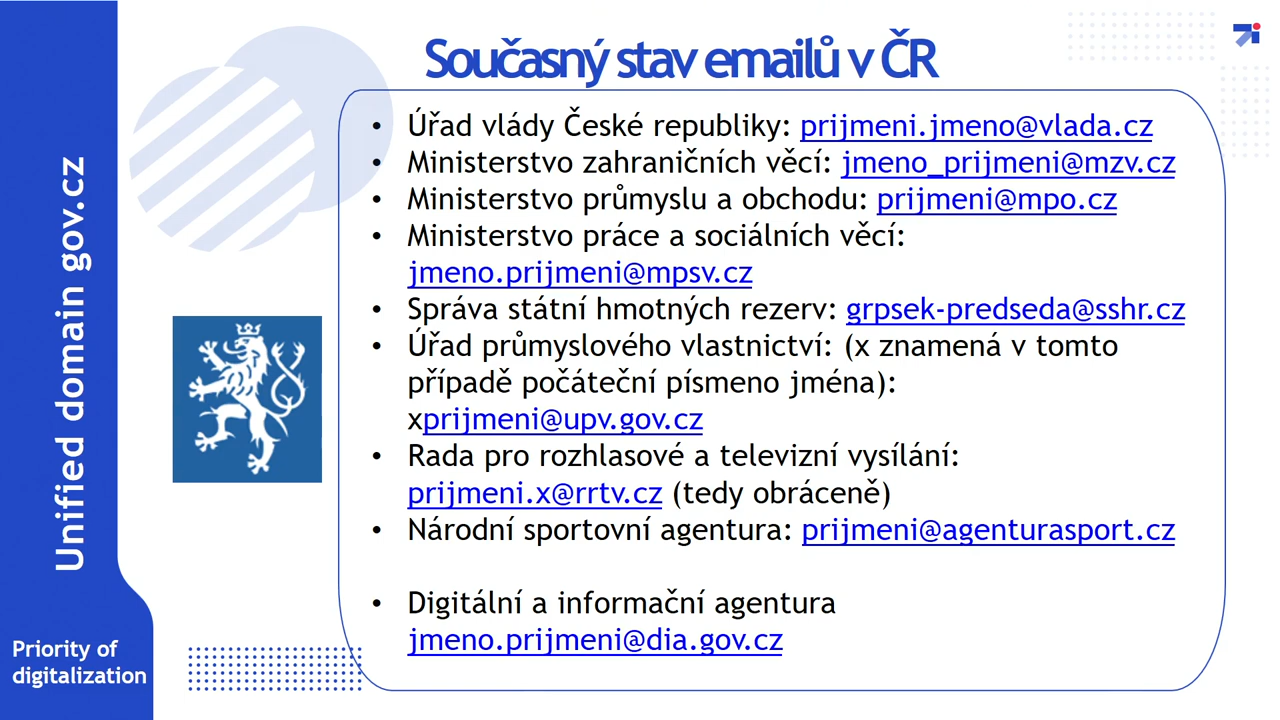 Současný stav emailů v ČR
• Úřad vlády České republiky: prijmeni.jmeno@vlada.cz
• Ministerstvo zahraničních věcí: jmeno_prijmeni@mzv.cz
• Ministerstvo průmyslu a obchodu: prijmeni@mpo.cz
• Ministerstvo práce a sociálních věcí:
jmeno.prijmeni@mpsv.cz
• Správa státní hmotných rezerv: grpsek-predseda@sshr.cz
• Úřad průmyslového vlastnictví: (x znamená v tomto
případě počáteční písmeno jména):
xprijmeni@upv.gov.cz
• Rada pro rozhlasové a televizní vysílání:
prijmeni.x@rrtv.cz (tedy obráceně)
• Národní sportovní agentura: prijmeni@agenturasport.cz
• Digitální a informační agentura
jmeno.prijmeni@dia.gov.cz
Unified domain gov.cz
Priority of
digitalization